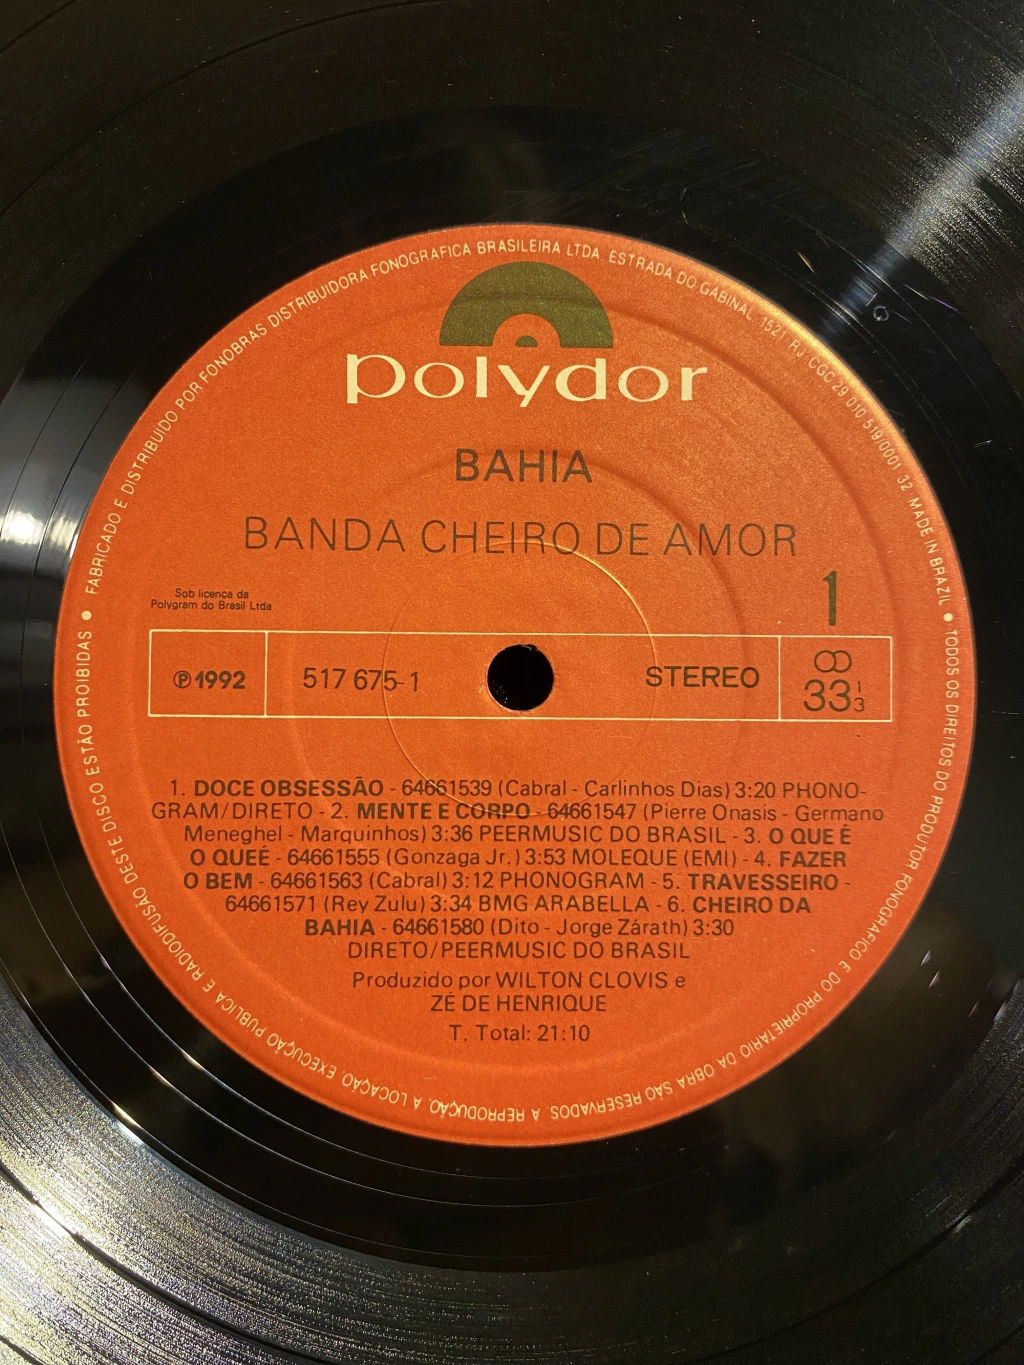 FABRICADO E DISTRIBUIDO POR FONOBRAS DISTRIBUIDORA FONOGRAFICA BRASILEIRA LTDA. ESTRADA DO GABINAL, 1521 RJ CGC 29 010 519/0001 32 MADE IN BRAZIL ● TODOS OS DIREITOS DO PRODUTOR FONOGRAFICO E DO PROPRIETARIO DA OBRA SÃO RESERVADOS. A REPRODUÇÃO, A LOCAÇÃO, EXECUÇÃO PUBLICA E RADIODIFUSÃO DESTE DISCO ESTÃO PROIBIDAS ●
polydor
BAHIA
BANDA CHEIRO DE AMOR
Sob licença da
Polygram do Brasil Ltda
1
℗ 1992
517 675-1
STEREO
33 1/3
1. DOCE OBSESSÃO - 64661539 (Cabral - Carlinhos Dias) 3:20 PHONO-
GRAM/DIRETO - 2. MENTE E CORPO - 64661547 (Pierre Onasis - Germano
Meneghel - Marquinhos) 3:36 PEERMUSIC DO BRASIL - 3. O QUE É
O QUEÉ - 64661555 (Gonzaga Jr.) 3:53 MOLEQUE (EMI) - 4. FAZER
O BEM - 64661563 (Cabral) 3:12 PHONOGRAM - 5. TRAVESSEIRO -
64661571 (Rey Zulu) 3:34 BMG ARABELLA - 6. CHEIRO DA
BAHIA - 64661580 (Dito - Jorge Zárath) 3:30
DIRETO/PEERMUSIC DO BRASIL
Produzido por WILTON CLOVIS e
ZÉ DE HENRIQUE
T. Total: 21:10